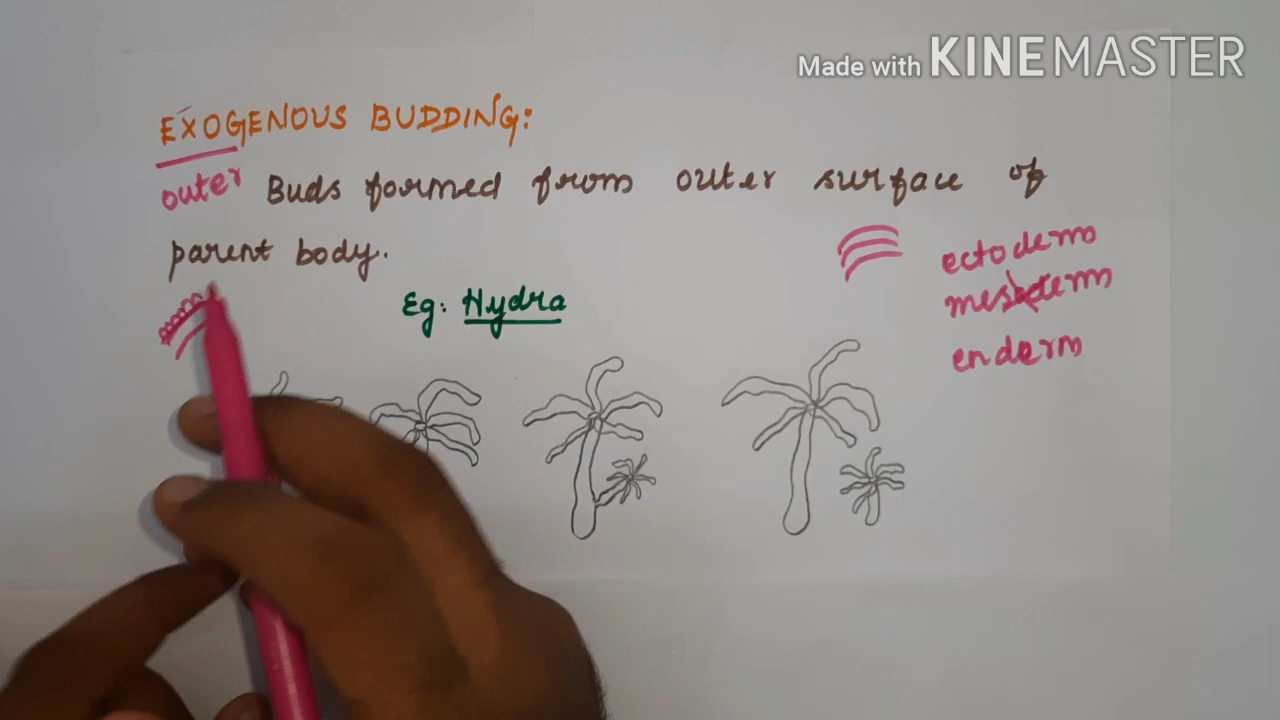 Made with KINEMASTER
EXOGENOUS BUDDING:
outer Buds formed from outer surface of
parent body.
Eg: Hydra
ectoderm
mesoderm
enderm